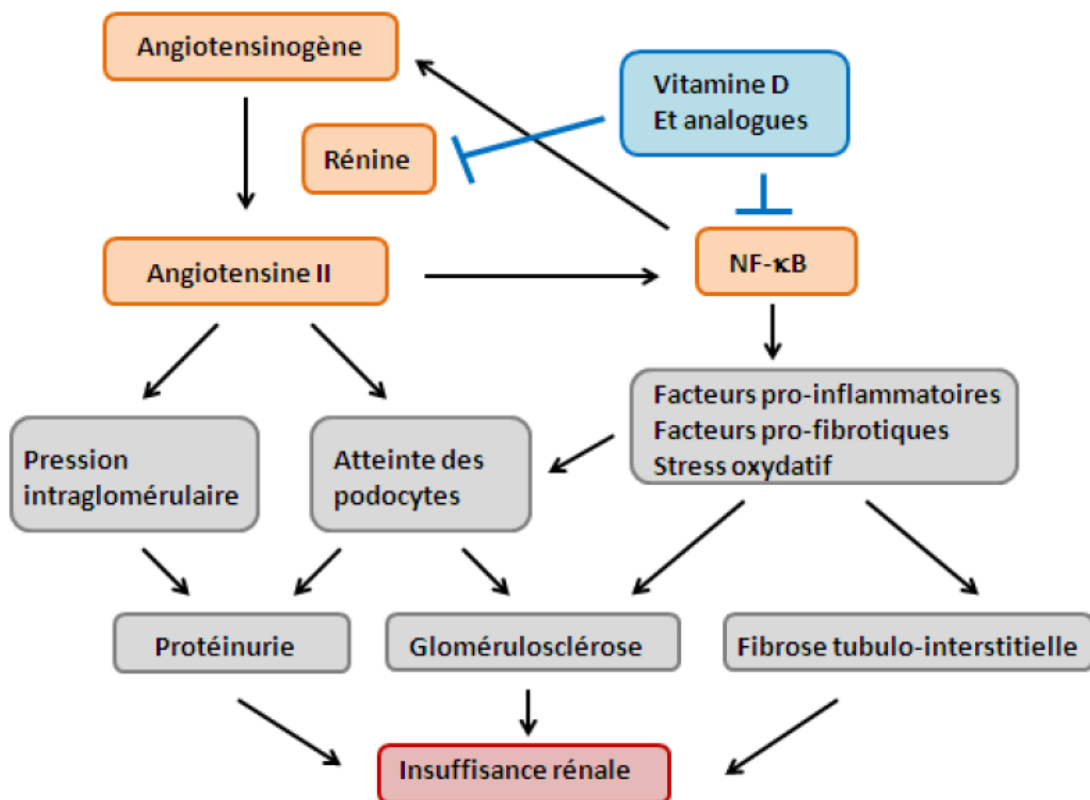 Angiotensinogène
Vitamine D
Et analogues
Rénine
Angiotensine II
NF-κB
Facteurs pro-inflammatoires
Facteurs pro-fibrotiques
Stress oxydatif
Pression
intraglomérulaire
Atteinte des
podocytes
Protéinurie
Glomérulosclérose
Fibrose tubulo-interstitielle
Insuffisance rénale